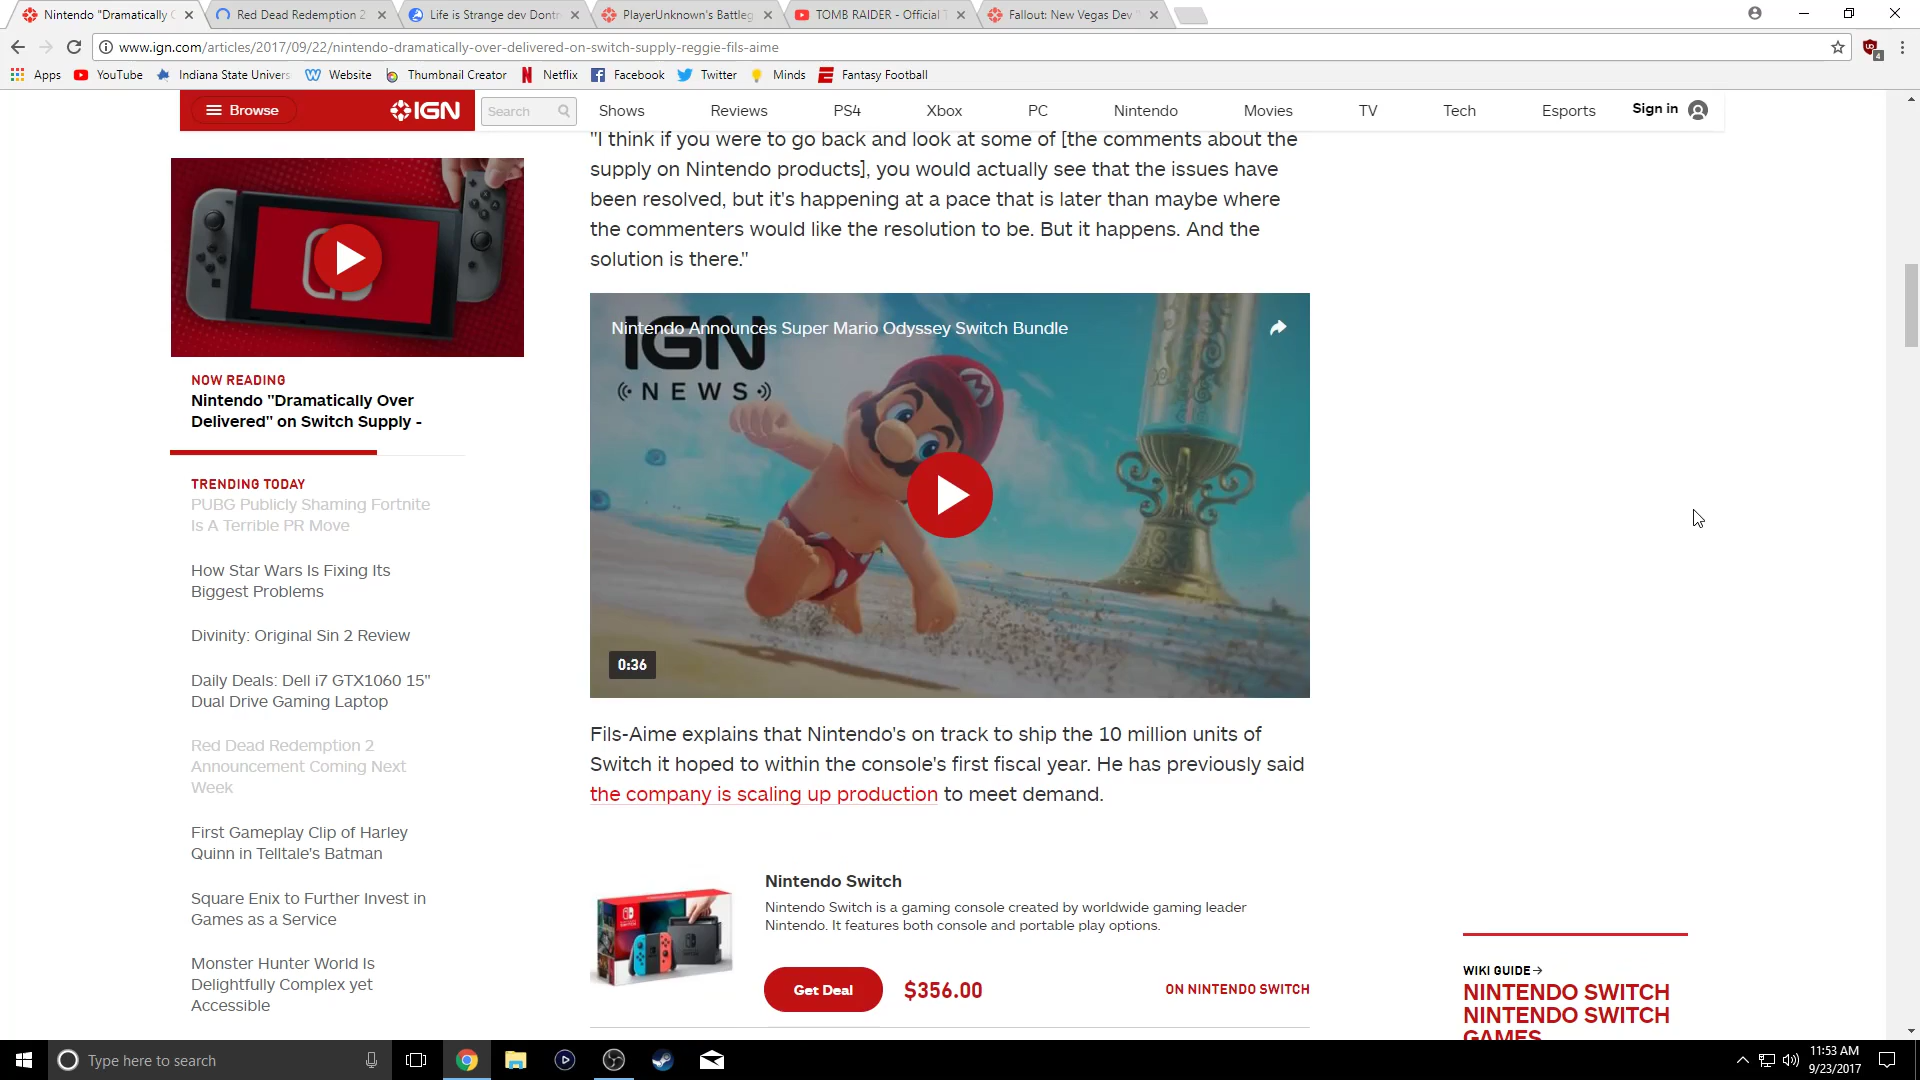 Nintendo "Dramatically
Red Dead Redemption 2
Life is Strange dev Dontn
PlayerUnknown's Battleg
TOMB RAIDER - Official
Fallout: New Vegas Dev
www.ign.com/articles/2017/09/22/nintendo-dramatically-over-delivered-on-switch-supply-reggie-fils-aime
4
Apps
YouTube
Indiana State Univers
Website
Thumbnail Creator
Netflix
Facebook
Twitter
Minds
Fantasy Football
Browse
IGN
Search
Shows
Reviews
PS4
Xbox
PC
Nintendo
Movies
TV
Tech
Esports
Sign in
NOW READING
Nintendo "Dramatically Over
Delivered" on Switch Supply -
TRENDING TODAY
PUBG Publicly Shaming Fortnite
Is A Terrible PR Move
How Star Wars Is Fixing Its
Biggest Problems
Divinity: Original Sin 2 Review
Daily Deals: Dell i7 GTX1060 15"
Dual Drive Gaming Laptop
Red Dead Redemption 2
Announcement Coming Next
Week
First Gameplay Clip of Harley
Quinn in Telltale's Batman
Square Enix to Further Invest in
Games as a Service
Monster Hunter World Is
Delightfully Complex yet
Accessible
"I think if you were to go back and look at some of [the comments about the
supply on Nintendo products], you would actually see that the issues have
been resolved, but it's happening at a pace that is later than maybe where
the commenters would like the resolution to be. But it happens. And the
solution is there."
Nintendo Announces Super Mario Odyssey Switch Bundle
IGN
NEWS
0:36
Fils-Aime explains that Nintendo's on track to ship the 10 million units of
Switch it hoped to within the console's first fiscal year. He has previously said
the company is scaling up production to meet demand.
Nintendo Switch
Nintendo Switch is a gaming console created by worldwide gaming leader
Nintendo. It features both console and portable play options.
Get Deal
$356.00
ON NINTENDO SWITCH
WIKI GUIDE
NINTENDO SWITCH
NINTENDO SWITCH
GAMES
Type here to search
11:53 AM
9/23/2017